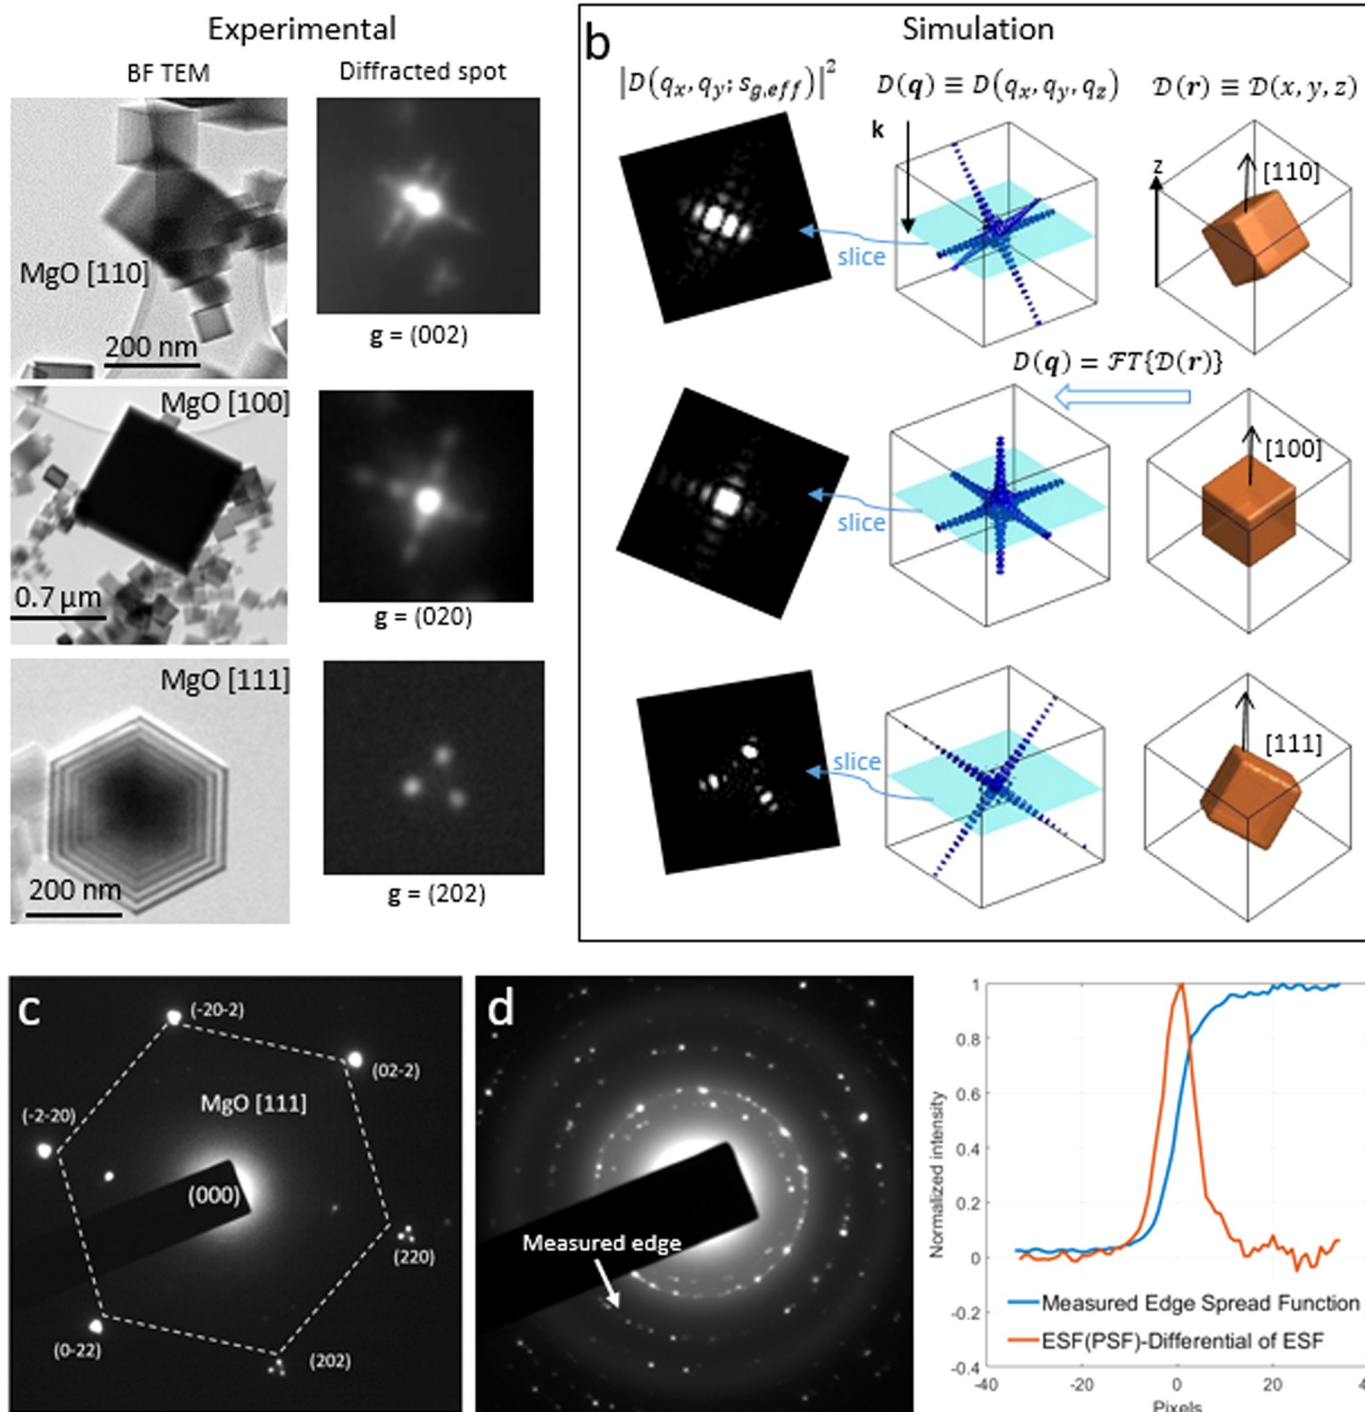 Experimental
BF TEM
Diffracted spot
MgO [110]
200 nm
g = (002)
MgO [100]
0.7 µm
g = (020)
MgO [111]
200 nm
g = (202)
b
Simulation
|D(qₓ, q_y; s_g,eff)|²
D(q) ≡ D(qₓ, q_y, q_z)
𝒟(r) ≡ 𝒟(x, y, z)
k
slice
z
[110]
D(q) = ℱT{𝒟(r)}
slice
[100]
slice
[111]
c
(-20-2)
(02-2)
MgO [111]
(-2-20)
(000)
(220)
(0-22)
(202)
d
Measured edge
Normalized intensity
1
0.8
0.6
0.4
0.2
0
-0.2
-0.4
Measured Edge Spread Function
ESF(PSF)-Differential of ESF
-40
-20
0
20
Pixels